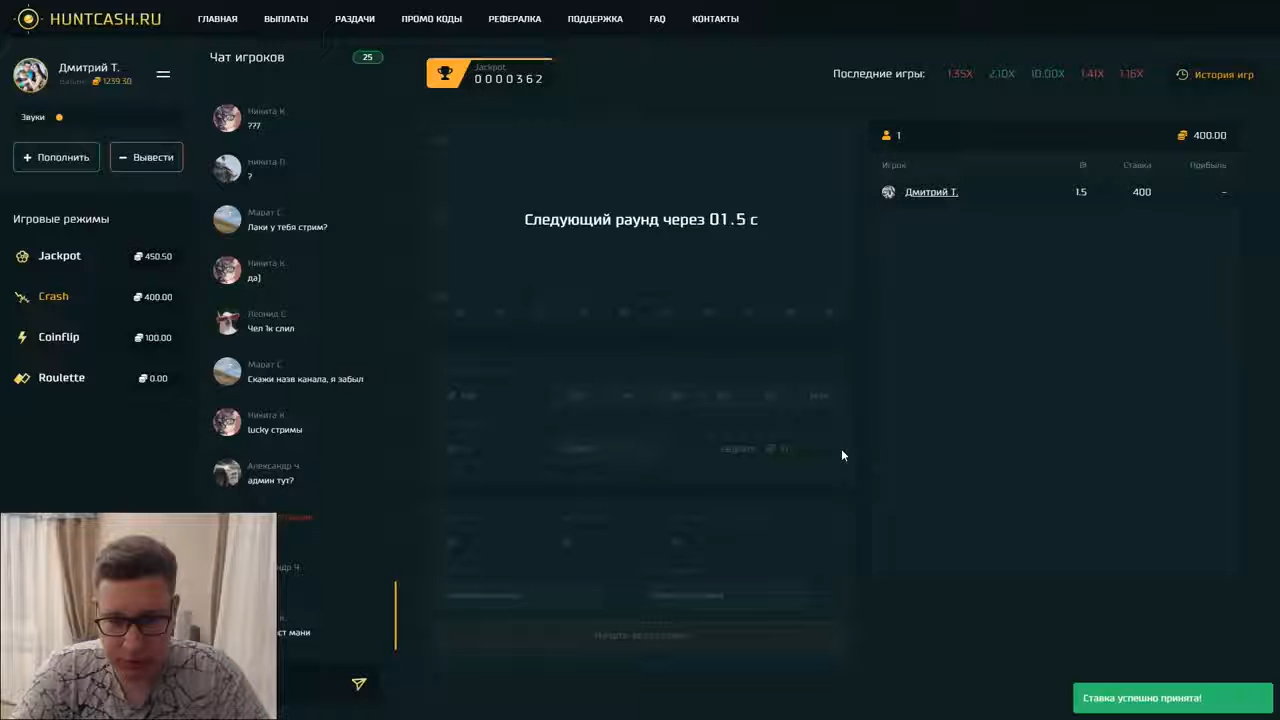 HUNTCASH.RU
ГЛАВНАЯ ВЫПЛАТЫ РАЗДАЧИ ПРОМО КОДЫ РЕФЕРАЛКА ПОДДЕРЖКА FAQ КОНТАКТЫ
Дмитрий Т.
1239.30
Звуки
+ Пополнить
− Вывести
Игровые режимы
Jackpot 450.50
Crash 400.00
Coinflip 100.00
Roulette 0.00
Чат игроков 25
Никита К.
???
Никита П.
?
Марат С.
Лаки у тебя стрим?
Никита К.
да)
Леонид С.
Чел 1к слил
Марат С.
Скажи назв канала, я забыл
Никита К.
lucky стримы
Александр Ч.
админ тут?
ст мани
Jackpot
0000362
Последние игры: 1.35X 2.10X 10.00X 1.41X 1.16X
История игр
Следующий раунд через 01.5 с
1 400.00
Игрок Ставка Прибыль
Дмитрий Т. 1.5 400 –
Ставка успешно принята!